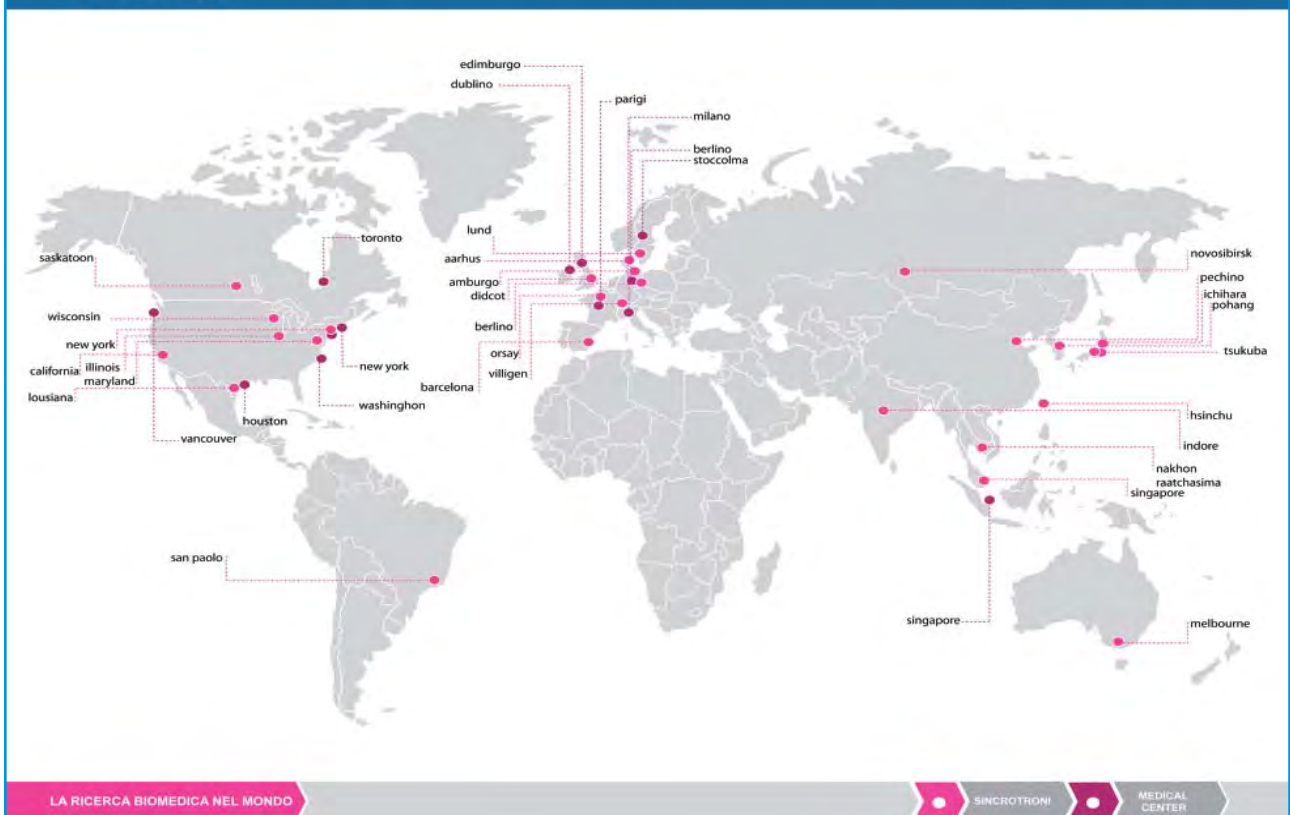 edimburgo
dublino
parigi
milano
berlino
stoccolma
lund
toronto
aarhus
saskatoon
novosibirsk
amburgo
pechino
didcot
ichihara
pohang
wisconsin
berlino
new york
orsay
tsukuba
california
illinois
new york
villigen
maryland
barcelona
lousiana
washinghon
houston
hsinchu
vancouver
indore
nakhon
raatchasima
singapore
san paolo
singapore
melbourne
LA RICERCA BIOMEDICA NEL MONDO
SINCROTRONI
MEDICAL
CENTER